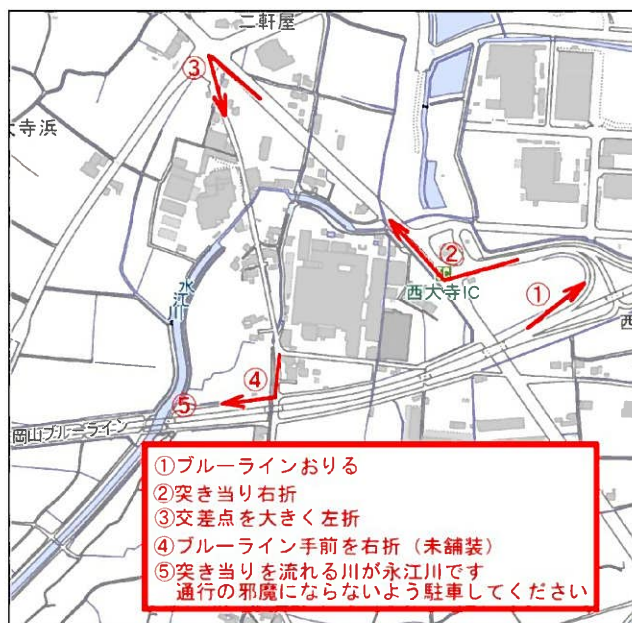 二軒屋
③
大寺浜
②
IC
西大寺IC
①
西
水江川
④
⑤
岡山ブルーライン
①ブルーラインおりる
②突き当り右折
③交差点を大きく左折
④ブルーライン手前を右折（未舗装）
⑤突き当りを流れる川が永江川です
通行の邪魔にならないよう駐車してください